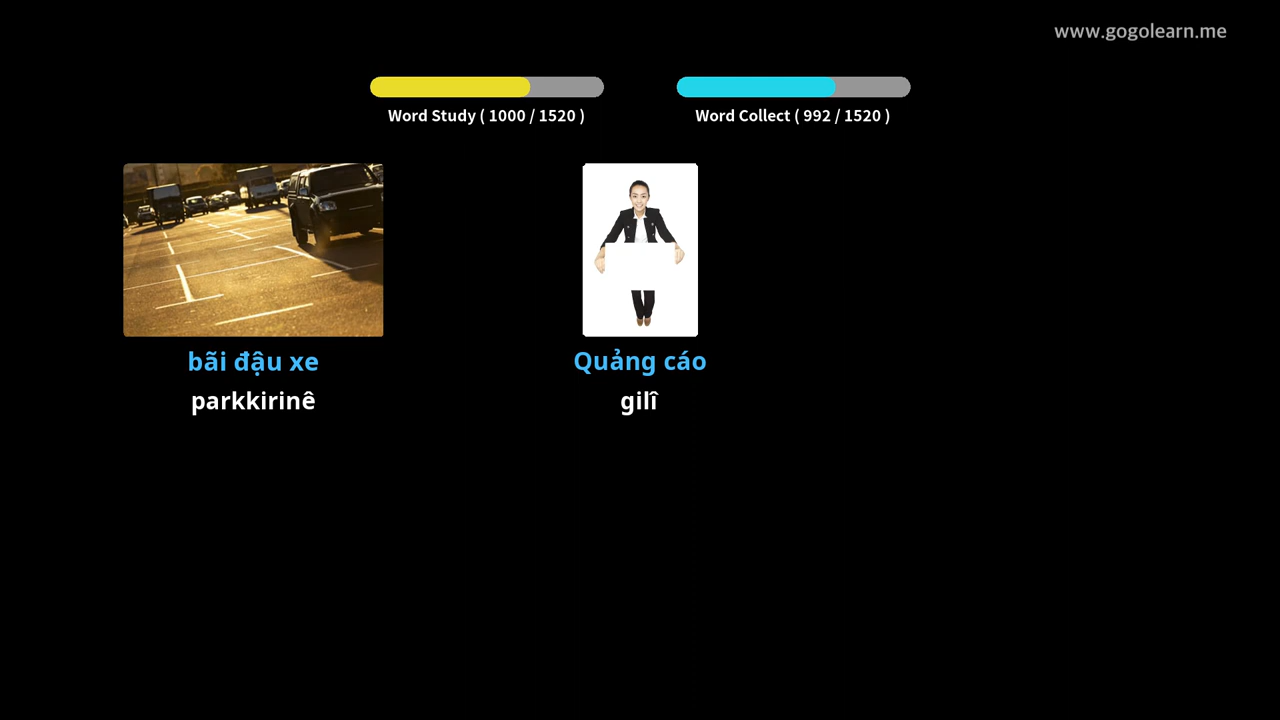 www.gogolearn.me
Word Study ( 1000 / 1520 )
Word Collect ( 992 / 1520 )
bãi đậu xe
parkkirinê
Quảng cáo
gilî